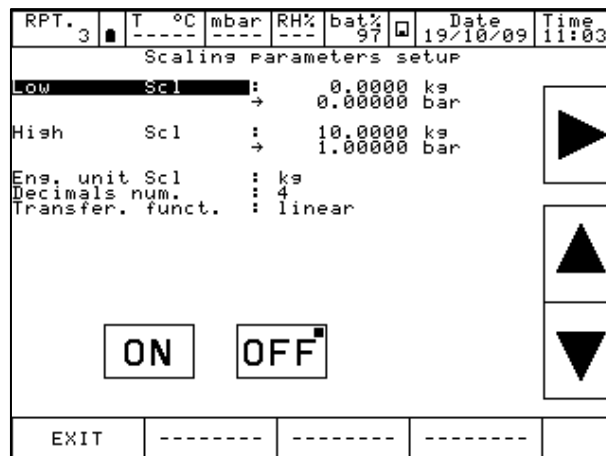 RPT. T °C mbar RH% bat% Date Time
3 ----- ---- --- 97 19/10/09 11:03
Scaling parameters setup
Low Scl : 0.0000 kg
→ 0.00000 bar
High Scl : 10.0000 kg
→ 1.00000 bar
Eng. unit Scl : kg
Decimals num. : 4
Transfer. funct. : linear
ON OFF
EXIT -------- -------- --------